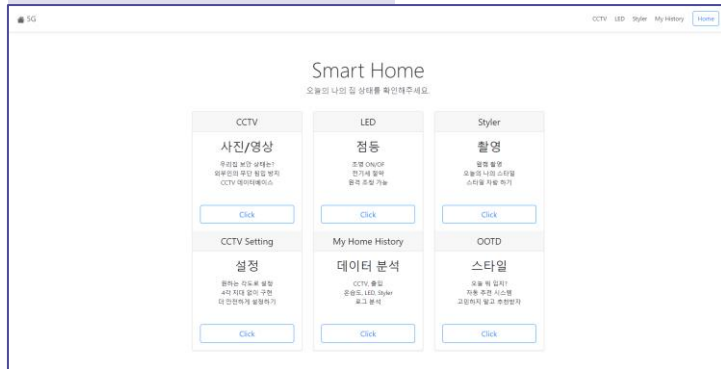 5G
CCTV LED Styler My History Home
Smart Home
오늘의 나의 집 상태를 확인해주세요.
CCTV
사진/영상
우리집 보안 상태는?
외부인의 무단 침입 방지
CCTV 데이터베이스
Click
LED
점등
조명 ON/OF
전기세 절약
원격 조정 가능
Click
Styler
촬영
오늘의 나의 스타일
스타일 자랑 하기
Click
CCTV Setting
설정
원하는 각도로 설정
4각 지대 없이 구현
더 안전하게 설정하기
Click
My Home History
데이터 분석
CCTV, 출입
온습도, LED, Styler
로그 분석
Click
OOTD
스타일
오늘 뭐 입지?
자동 추천 시스템
고민하지 말고 추천받자
Click